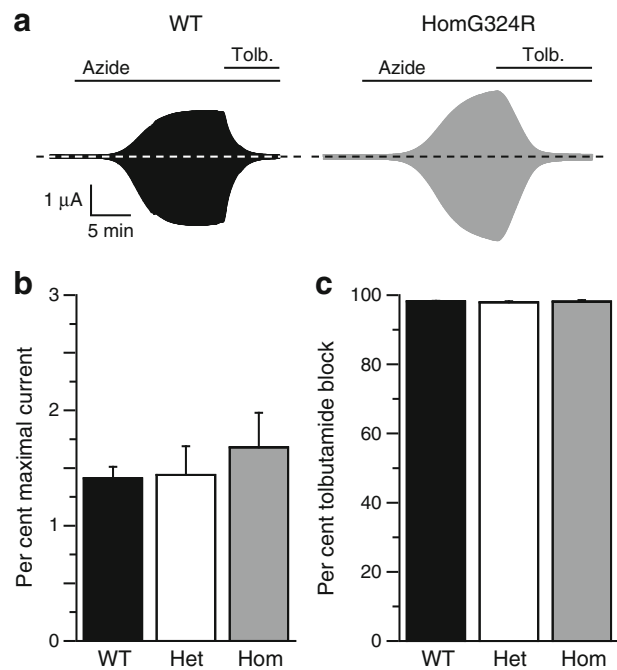 a
WT
HomG324R
Tolb.
Tolb.
Azide
Azide
1 µA
5 min
b
c
Per cent maximal current
3
2
1
0
WT
Het
Hom
Per cent tolbutamide block
100
80
60
40
20
0
WT
Het
Hom